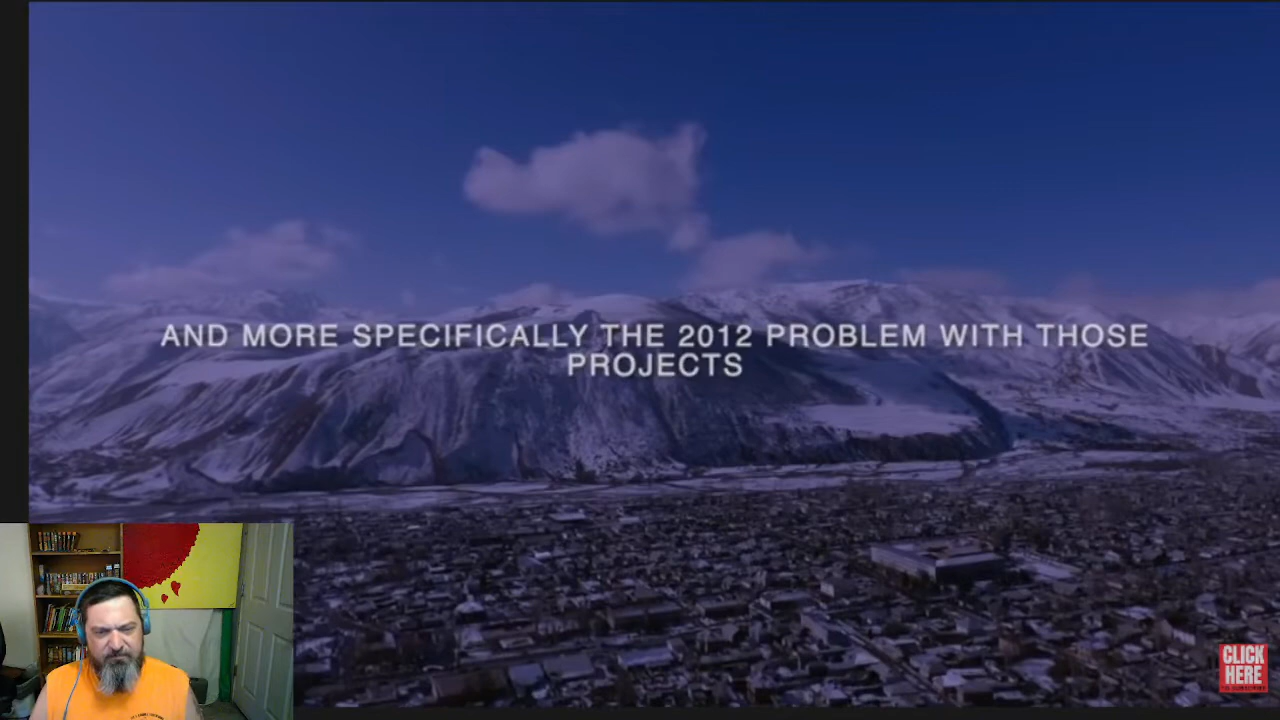 AND MORE SPECIFICALLY THE 2012 PROBLEM WITH THOSE
PROJECTS
CLICK
HERE